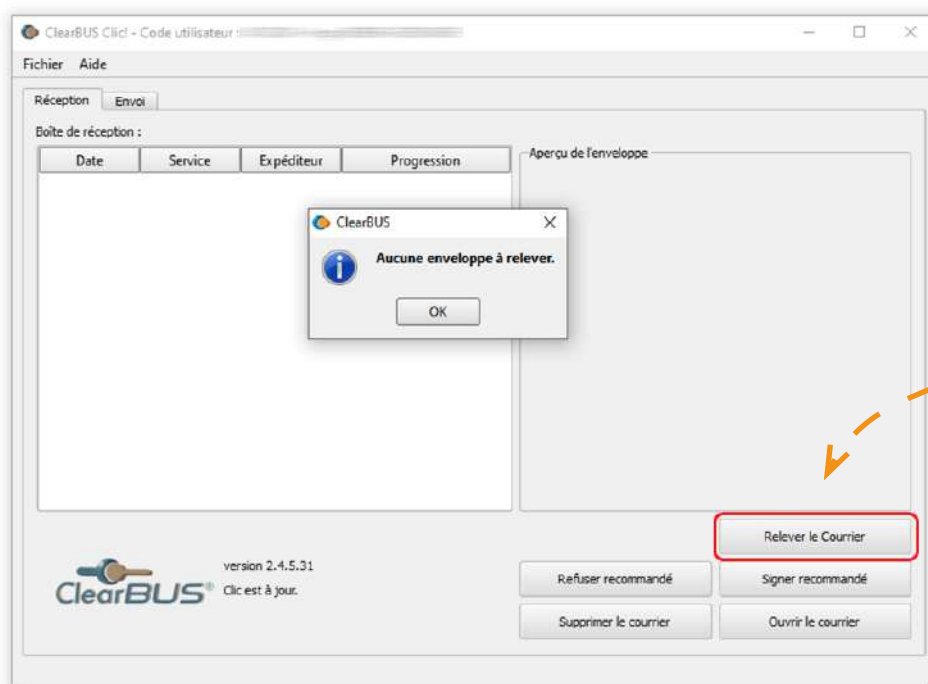 ClearBUS Clic! - Code utilisateur :
Fichier Aide
Réception Envoi
Boîte de réception :
Date Service Expéditeur Progression
Aperçu de l'enveloppe
ClearBUS
Aucune enveloppe à relever.
OK
Relever le Courrier
ClearBUS®
version 2.4.5.31
Clic est à jour.
Refuser recommandé Signer recommandé
Supprimer le courrier Ouvrir le courrier